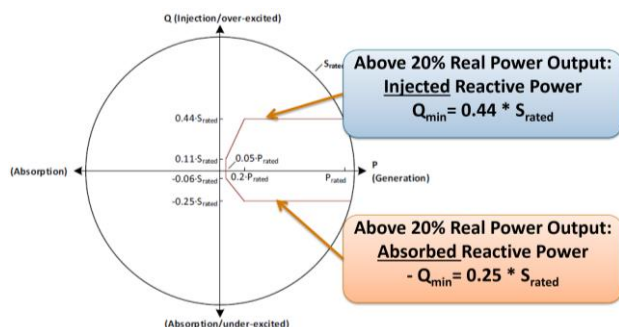 Q (Injection/over-excited)
Above 20% Real Power Output:
Injected Reactive Power
Qmin= 0.44 * Srated
Srated
0.44·Srated
0.11·Srated
0.05·Prated
P
(Absorption)
-0.06·Srated
0.2·Prated
Prated
(Generation)
-0.25·Srated
Above 20% Real Power Output:
Absorbed Reactive Power
- Qmin= 0.25 * Srated
(Absorption/under-excited)